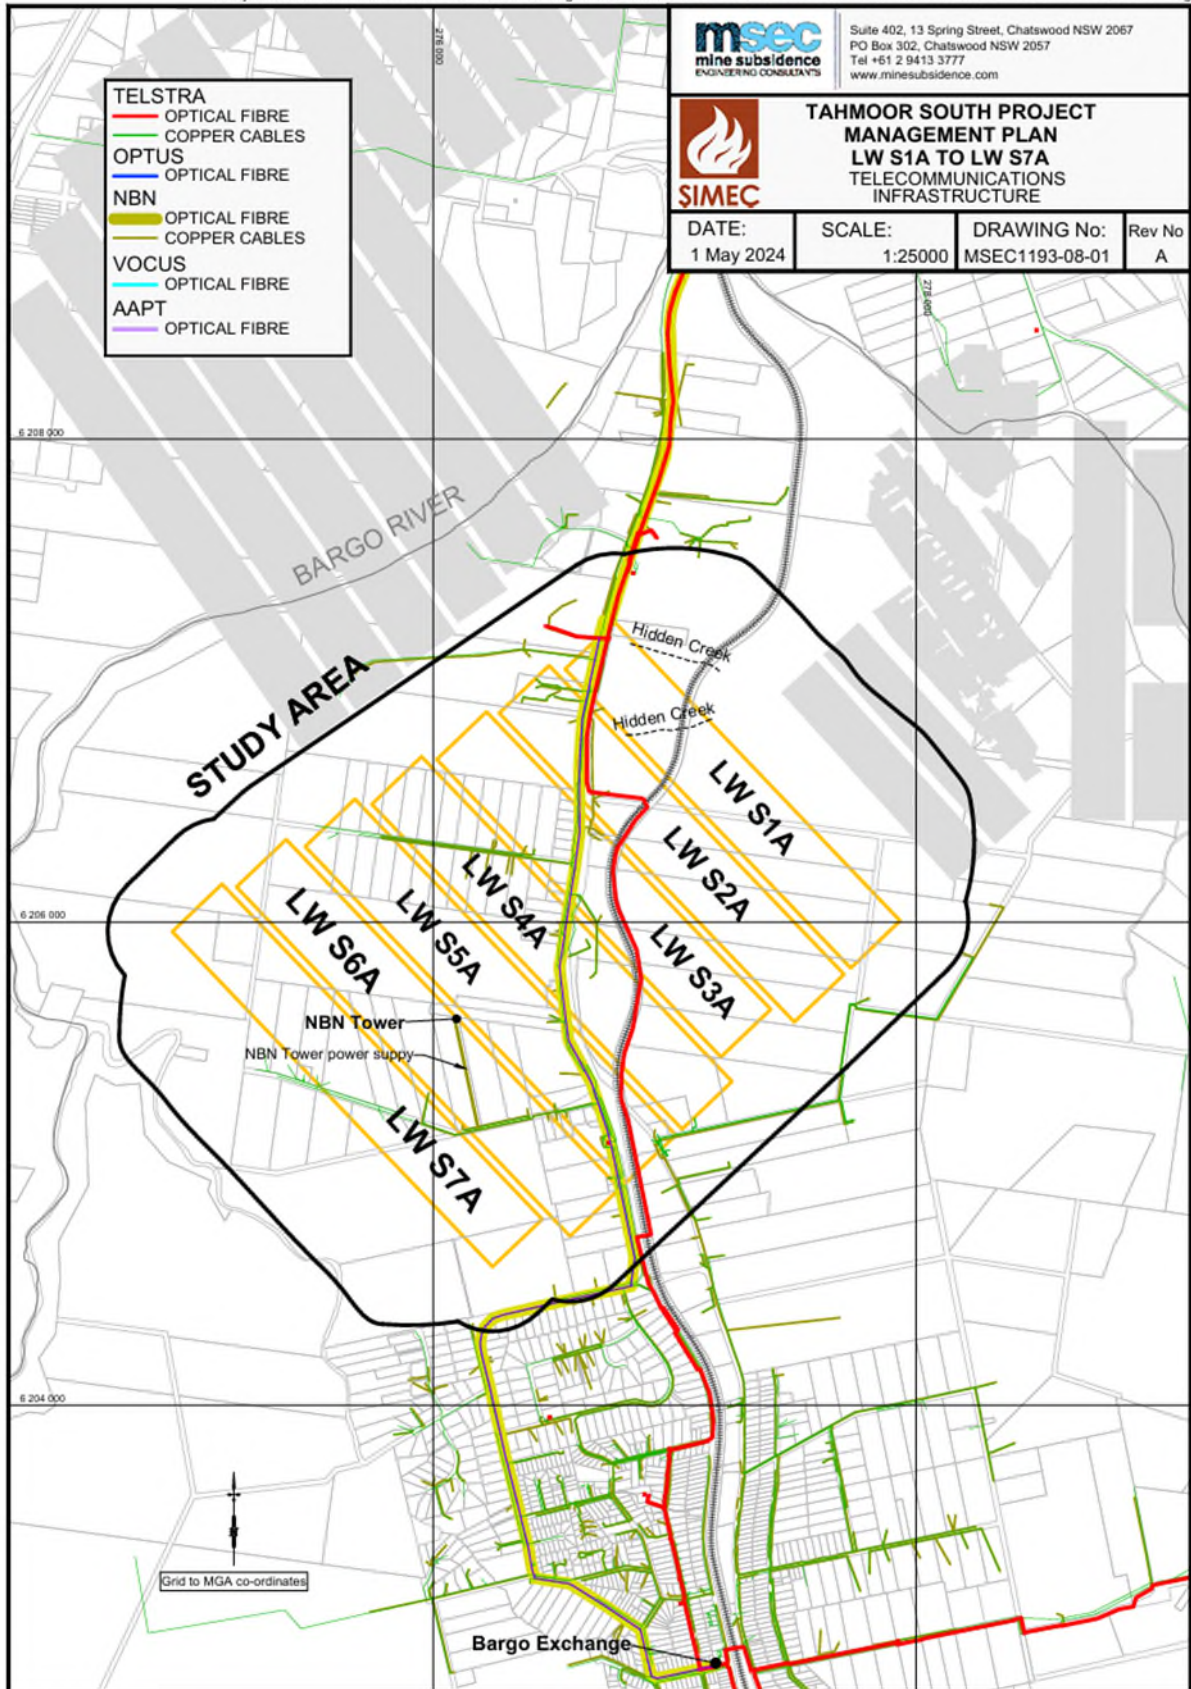 msec
mine subsidence
ENGINEERING CONSULTANTS
Suite 402, 13 Spring Street, Chatswood NSW 2067
PO Box 302, Chatswood NSW 2057
Tel +61 2 9413 3777
www.minesubsidence.com
SIMEC
TAHMOOR SOUTH PROJECT
MANAGEMENT PLAN
LW S1A TO LW S7A
TELECOMMUNICATIONS
INFRASTRUCTURE
DATE:
1 May 2024
SCALE:
1:25000
DRAWING No:
MSEC1193-08-01
Rev No
A
TELSTRA
OPTICAL FIBRE
COPPER CABLES
OPTUS
OPTICAL FIBRE
NBN
OPTICAL FIBRE
COPPER CABLES
VOCUS
OPTICAL FIBRE
AAPT
OPTICAL FIBRE
276 000
278 000
6 208 000
BARGO RIVER
STUDY AREA
Hidden Creek
Hidden Creek
LW S1A
LW S2A
LW S3A
LW S4A
LW S5A
LW S6A
LW S7A
6 206 000
NBN Tower
NBN Tower power suppy
6 204 000
N
Grid to MGA co-ordinates
Bargo Exchange